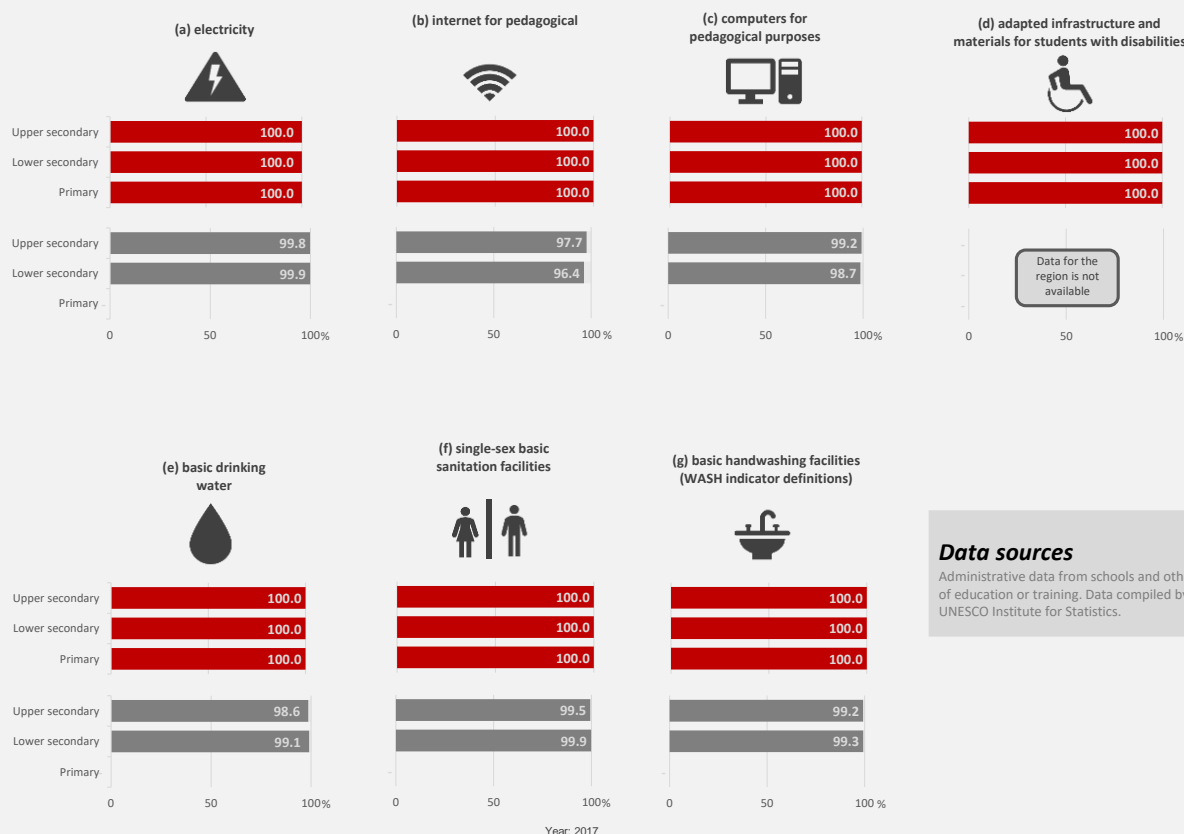 (a) electricity
(b) internet for pedagogical
(c) computers for
pedagogical purposes
(d) adapted infrastructure and
materials for students with disabilities
Upper secondary
100.0
100.0
100.0
100.0
Lower secondary
100.0
100.0
100.0
100.0
Primary
100.0
100.0
100.0
100.0
Upper secondary
99.8
97.7
99.2
Lower secondary
99.9
96.4
98.7
Primary
Data for the
region is not
available
0 50 100%
0 50 100%
0 50 100%
0 50 100%
(e) basic drinking
water
(f) single-sex basic
sanitation facilities
(g) basic handwashing facilities
(WASH indicator definitions)
Upper secondary
100.0
100.0
100.0
Lower secondary
100.0
100.0
100.0
Primary
100.0
100.0
100.0
Upper secondary
98.6
99.5
99.2
Lower secondary
99.1
99.9
99.3
Primary
0 50 100%
0 50 100%
0 50 100%
Data sources
Administrative data from schools and oth
of education or training. Data compiled by
UNESCO Institute for Statistics.
Year: 2017